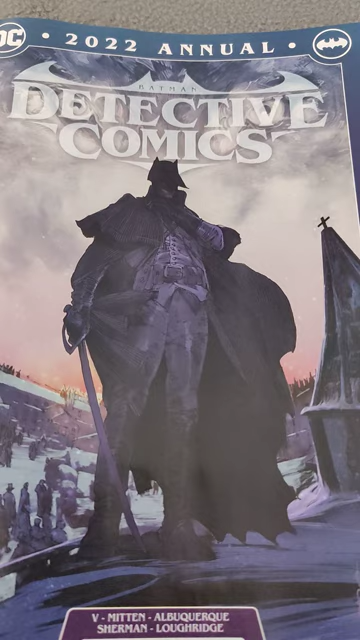 DC • 2022 ANNUAL •
BATMAN
DETECTIVE
COMICS
V - MITTEN - ALBUQUERQUE
SHERMAN - LOUGHRIDGE